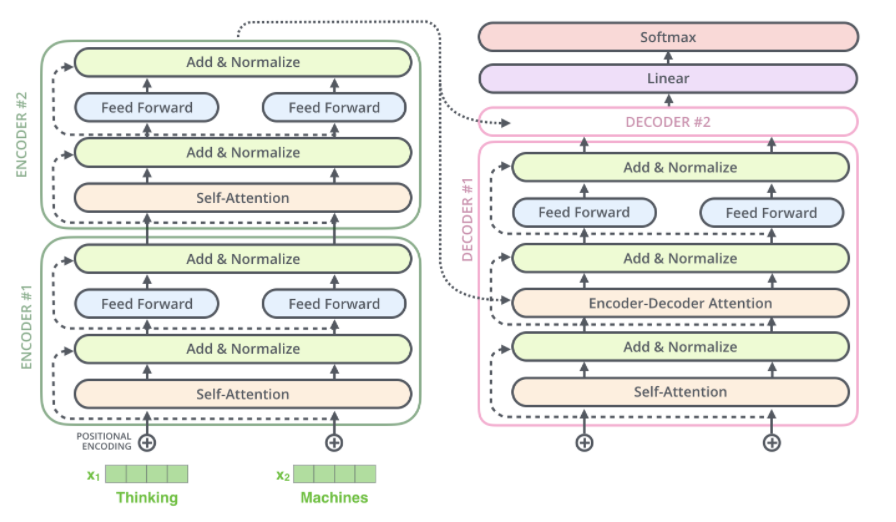 ENCODER #2
Add & Normalize
Feed Forward
Feed Forward
Add & Normalize
Self-Attention
ENCODER #1
Add & Normalize
Feed Forward
Feed Forward
Add & Normalize
Self-Attention
POSITIONAL
ENCODING
x₁
x₂
Thinking
Machines
Softmax
Linear
DECODER #2
DECODER #1
Add & Normalize
Feed Forward
Feed Forward
Add & Normalize
Encoder-Decoder Attention
Add & Normalize
Self-Attention